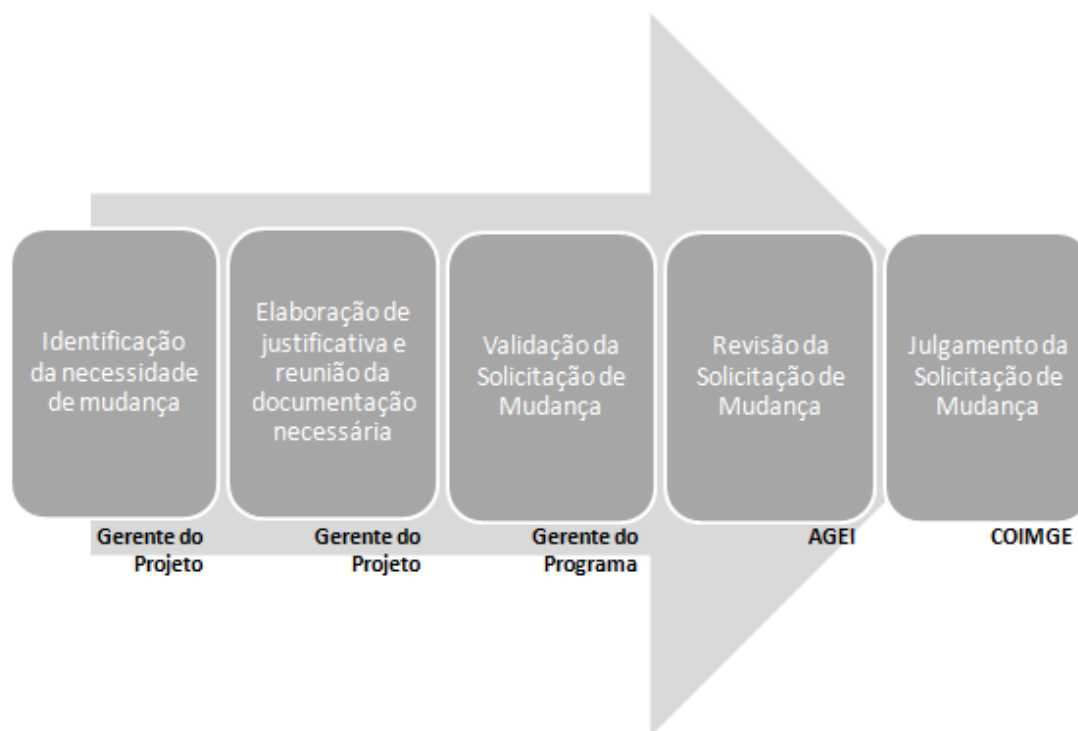 Identificação
da necessidade
de mudança
Elaboração de
justificativa e
reunião da
documentação
necessária
Validação da
Solicitação de
Mudança
Revisão da
Solicitação de
Mudança
Julgamento da
Solicitação de
Mudança
Gerente do
Projeto
Gerente do
Projeto
Gerente do
Programa
AGEI
COIMGE